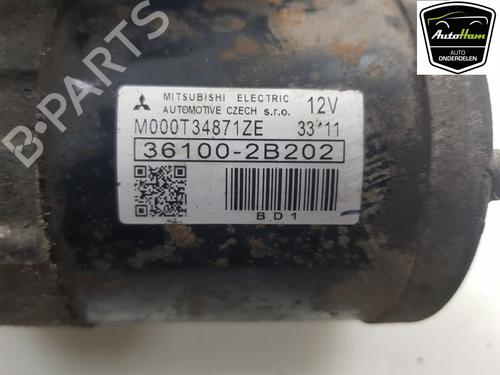 AutoHam
AUTO
ONDERDELEN
B-PARTS
MITSUBISHI ELECTRIC
AUTOMOTIVE CZECH s.r.o.
12V
M000T34871ZE 33"11
36100-2B202
BD1